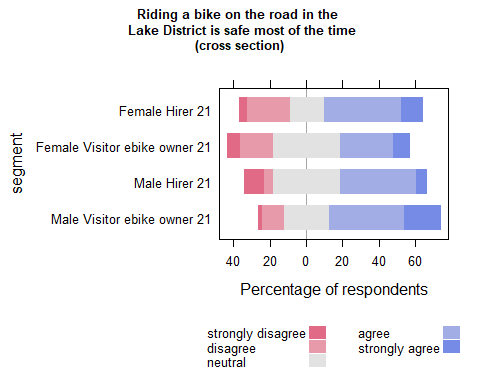 Riding a bike on the road in the
Lake District is safe most of the time
(cross section)
segment
Female Hirer 21
Female Visitor ebike owner 21
Male Hirer 21
Male Visitor ebike owner 21
40 20 0 20 40 60
Percentage of respondents
strongly disagree agree
disagree strongly agree
neutral